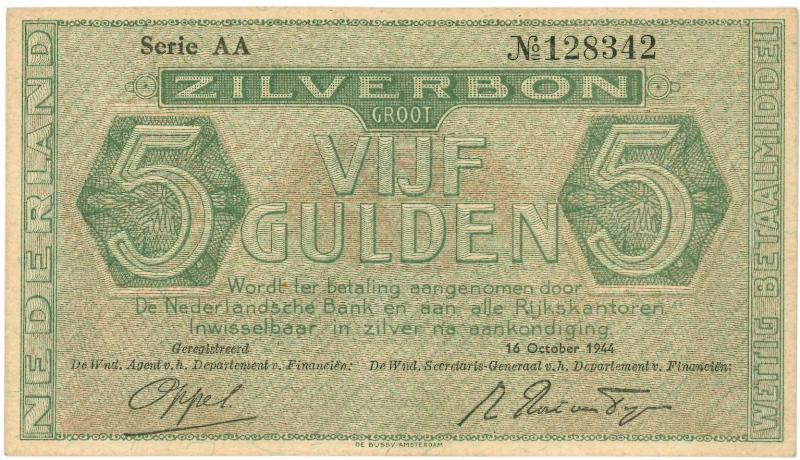 Serie AA
№128342
ZILVERBON
GROOT
5 VIJF 5
GULDEN
NEDERLAND
WETTIG BETAALMIDDEL
Wordt ter betaling aangenomen door
De Nederlandsche Bank en aan alle Rijkskantoren.
Inwisselbaar in zilver na aankondiging.
Geregistreerd
16 October 1944
De Wnd. Agent v.h. Departement v. Financiën:
De Wnd. Secretaris-Generaal v.h. Departement v. Financiën:
Oppel.
DE BUSSY AMSTERDAM